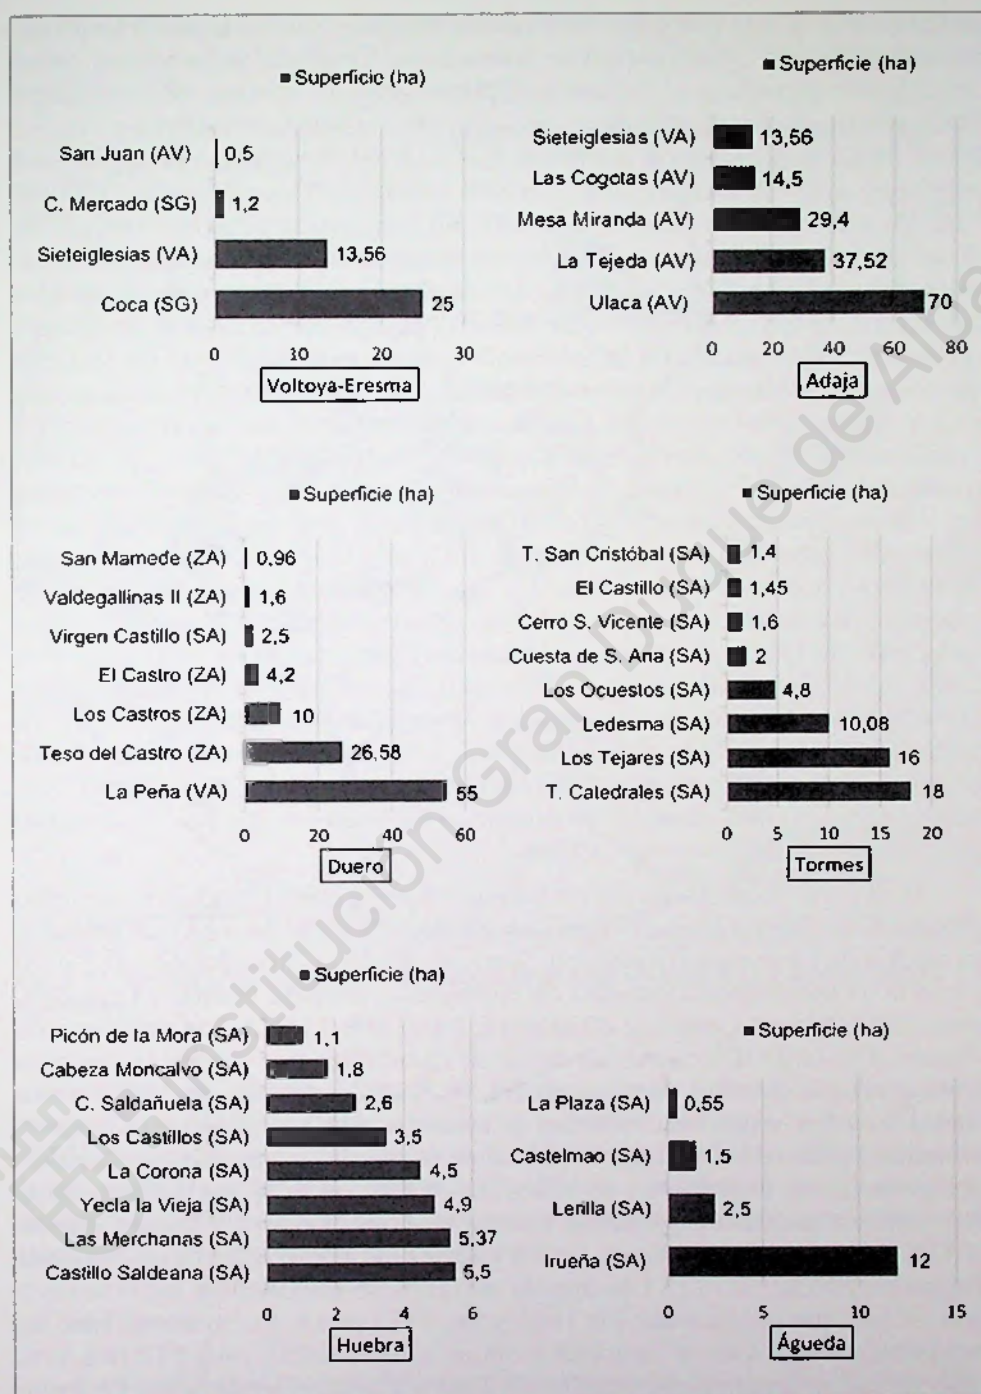 ■ Superficie (ha)
San Juan (AV) 0,5
C. Mercado (SG) 1,2
Sieteiglesias (VA) 13,56
Coca (SG) 25
0 10 20 30
Voltoya-Eresma
■ Superficie (ha)
Sieteiglesias (VA) 13,56
Las Cogotas (AV) 14,5
Mesa Miranda (AV) 29,4
La Tejeda (AV) 37,52
Ulaca (AV) 70
0 20 40 60 80
Adaja
■ Superficie (ha)
San Mamede (ZA) 0,96
Valdegallinas II (ZA) 1,6
Virgen Castillo (SA) 2,5
El Castro (ZA) 4,2
Los Castros (ZA) 10
Teso del Castro (ZA) 26,58
La Peña (VA) 55
0 20 40 60
Duero
■ Superficie (ha)
T. San Cristóbal (SA) 1,4
El Castillo (SA) 1,45
Cerro S. Vicente (SA) 1,6
Cuesta de S. Ana (SA) 2
Los Ocuestos (SA) 4,8
Ledesma (SA) 10,08
Los Tejares (SA) 16
T. Catedrales (SA) 18
0 5 10 15 20
Tormes
■ Superficie (ha)
Picón de la Mora (SA) 1,1
Cabeza Moncalvo (SA) 1,8
C. Saldañuela (SA) 2,6
Los Castillos (SA) 3,5
La Corona (SA) 4,5
Yecla la Vieja (SA) 4,9
Las Merchanas (SA) 5,37
Castillo Saldeana (SA) 5,5
0 2 4 6
Huebra
■ Superficie (ha)
La Plaza (SA) 0,55
Castelmao (SA) 1,5
Lerilla (SA) 2,5
Irueña (SA) 12
0 5 10 15
Águeda
Institución Gran Duque de Alba